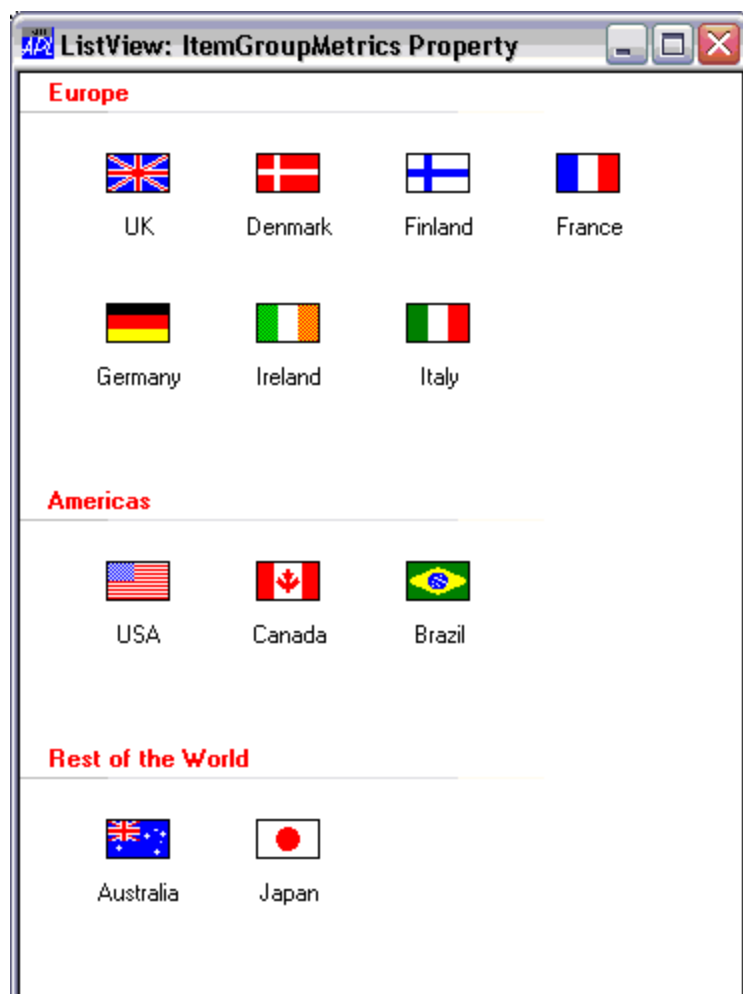 APL ListView: ItemGroupMetrics Property
Europe
UK Denmark Finland France
Germany Ireland Italy
Americas
USA Canada Brazil
Rest of the World
Australia Japan